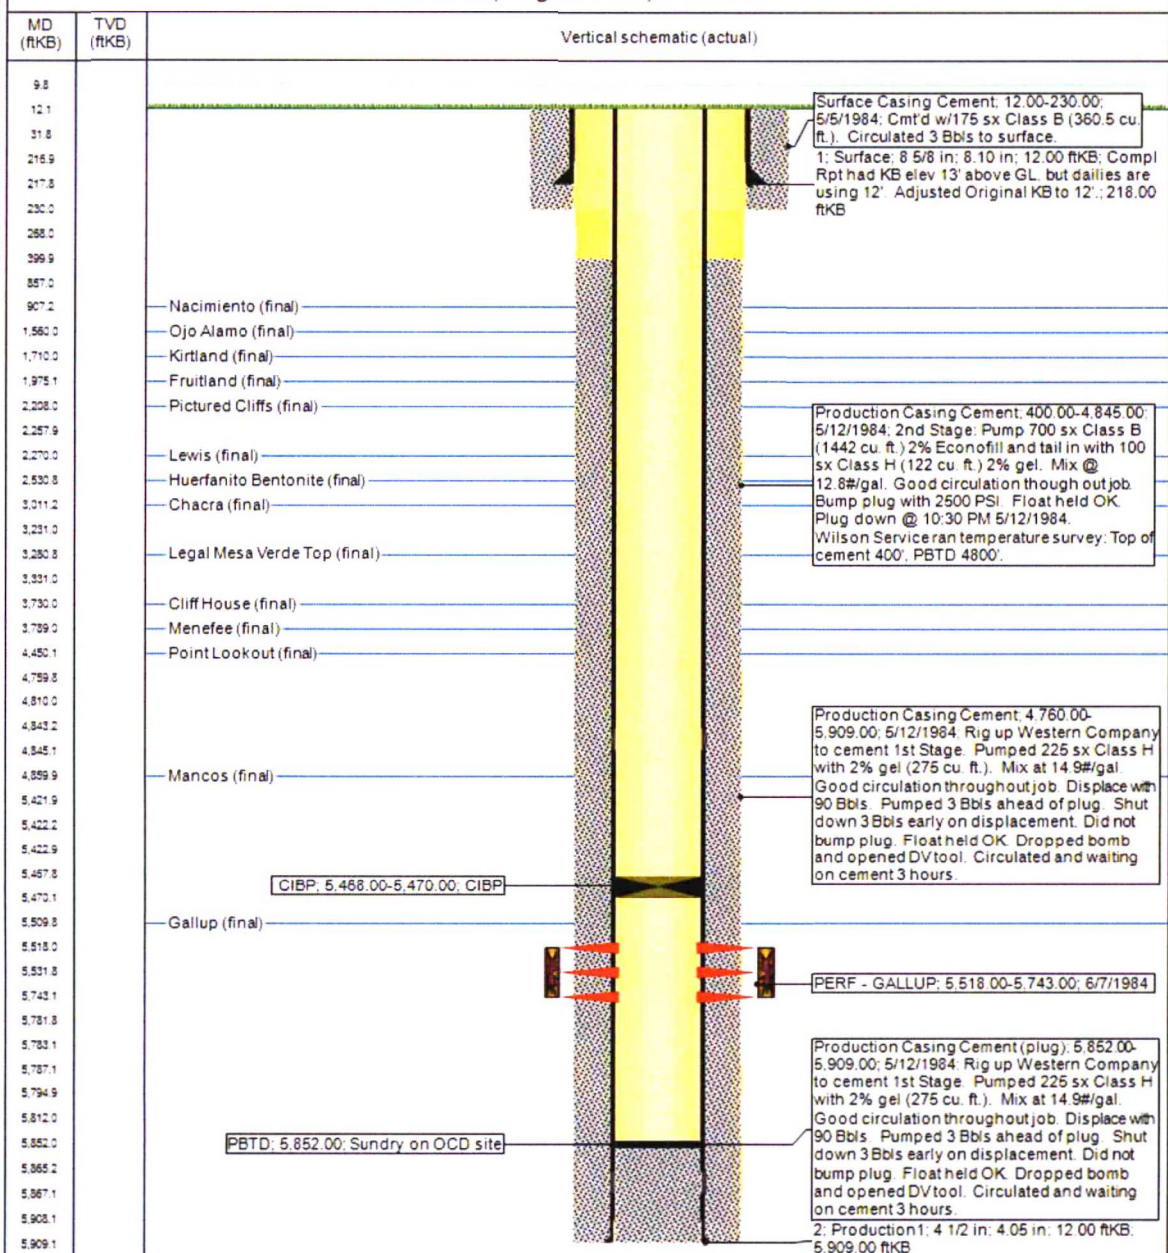 MD
(ftKB)
TVD
(ftKB)
Vertical schematic (actual)
9.8
12.1
31.8
216.9
217.8
230.0
268.0
399.9
857.0
907.2
1,560.0
1,710.0
1,975.1
2,208.0
2,257.9
2,270.0
2,530.8
3,011.2
3,231.0
3,280.8
3,331.0
3,730.0
3,789.0
4,450.1
4,759.8
4,810.0
4,843.2
4,845.1
4,859.9
5,421.9
5,422.2
5,422.9
5,467.8
5,470.1
5,509.8
5,518.0
5,531.8
5,743.1
5,781.8
5,783.1
5,787.1
5,794.9
5,812.0
5,852.0
5,865.2
5,867.1
5,908.1
5,909.1
Nacimiento (final)
Ojo Alamo (final)
Kirtland (final)
Fruitland (final)
Pictured Cliffs (final)
Lewis (final)
Huerfanito Bentonite (final)
Chacra (final)
Legal Mesa Verde Top (final)
Cliff House (final)
Menefee (final)
Point Lookout (final)
Mancos (final)
CIBP; 5,468.00-5,470.00; CIBP
Gallup (final)
PBTD; 5,852.00; Sundry on OCD site
Surface Casing Cement; 12.00-230.00;
5/5/1984; Cmt'd w/175 sx Class B (360.5 cu.
ft.). Circulated 3 Bbls to surface.
1; Surface; 8 5/8 in; 8.10 in; 12.00 ftKB; Compl
Rpt had KB elev 13' above GL, but dailies are
using 12'. Adjusted Original KB to 12'.; 218.00
ftKB
Production Casing Cement; 400.00-4,845.00;
5/12/1984; 2nd Stage: Pump 700 sx Class B
(1442 cu. ft.) 2% Econofill and tail in with 100
sx Class H (122 cu. ft.) 2% gel. Mix @
12.8#/gal. Good circulation though out job.
Bump plug with 2500 PSI. Float held OK.
Plug down @ 10:30 PM 5/12/1984.
Wilson Service ran temperature survey: Top of
cement 400', PBTD 4800'.
Production Casing Cement; 4,760.00-
5,909.00; 5/12/1984; Rig up Western Company
to cement 1st Stage. Pumped 225 sx Class H
with 2% gel (275 cu. ft.). Mix at 14.9#/gal.
Good circulation throughout job. Displace with
90 Bbls. Pumped 3 Bbls ahead of plug. Shut
down 3 Bbls early on displacement. Did not
bump plug. Float held OK. Dropped bomb
and opened DV tool. Circulated and waiting
on cement 3 hours.
PERF - GALLUP; 5,518.00-5,743.00; 6/7/1984
Production Casing Cement (plug); 5,852.00-
5,909.00; 5/12/1984; Rig up Western Company
to cement 1st Stage. Pumped 225 sx Class H
with 2% gel (275 cu. ft.). Mix at 14.9#/gal.
Good circulation throughout job. Displace with
90 Bbls. Pumped 3 Bbls ahead of plug. Shut
down 3 Bbls early on displacement. Did not
bump plug. Float held OK. Dropped bomb
and opened DV tool. Circulated and waiting
on cement 3 hours.
2; Production1; 4 1/2 in; 4.05 in; 12.00 ftKB;
5,909.00 ftKB